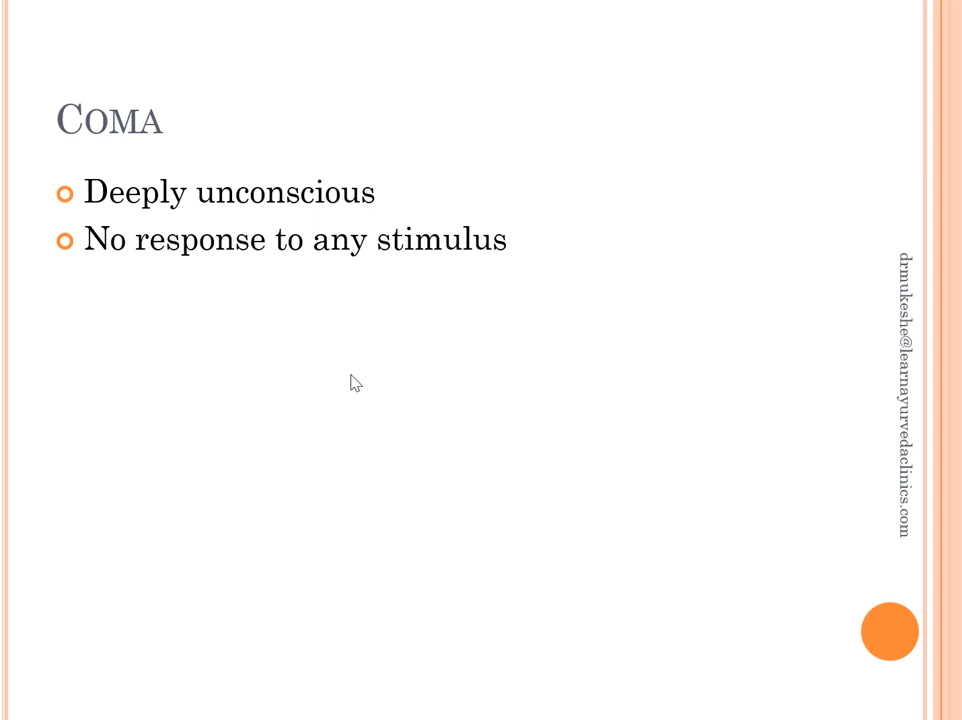 Coma
Deeply unconscious
No response to any stimulus
drmukeshe@learnayurvedaclinics.com